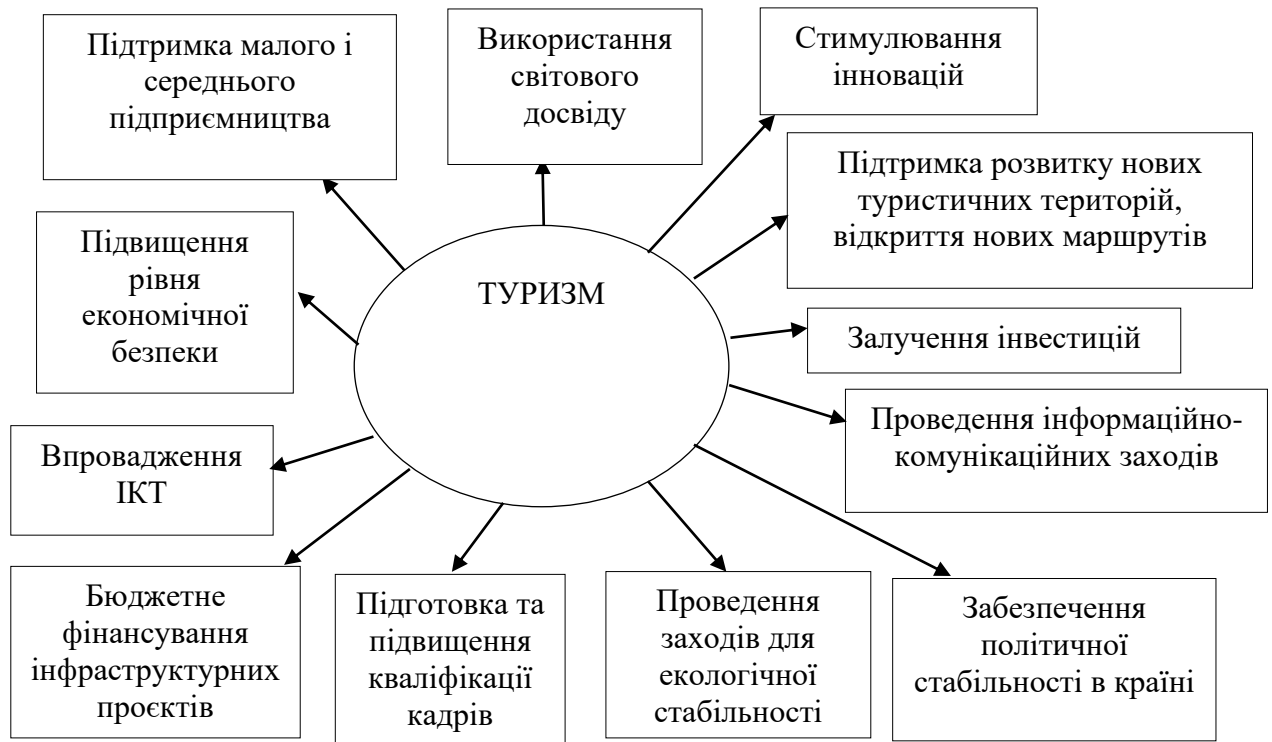 Підтримка малого і
середнього
підприємництва
Використання
світового
досвіду
Стимулювання
інновацій
Підтримка розвитку нових
туристичних територій,
відкриття нових маршрутів
Підвищення
рівня
економічної
безпеки
ТУРИЗМ
Залучення інвестицій
Проведення інформаційно-
комунікаційних заходів
Впровадження
ІКТ
Бюджетне
фінансування
інфраструктурних
проєктів
Підготовка та
підвищення
кваліфікації
кадрів
Проведення
заходів для
екологічної
стабільності
Забезпечення
політичної
стабільності в країні